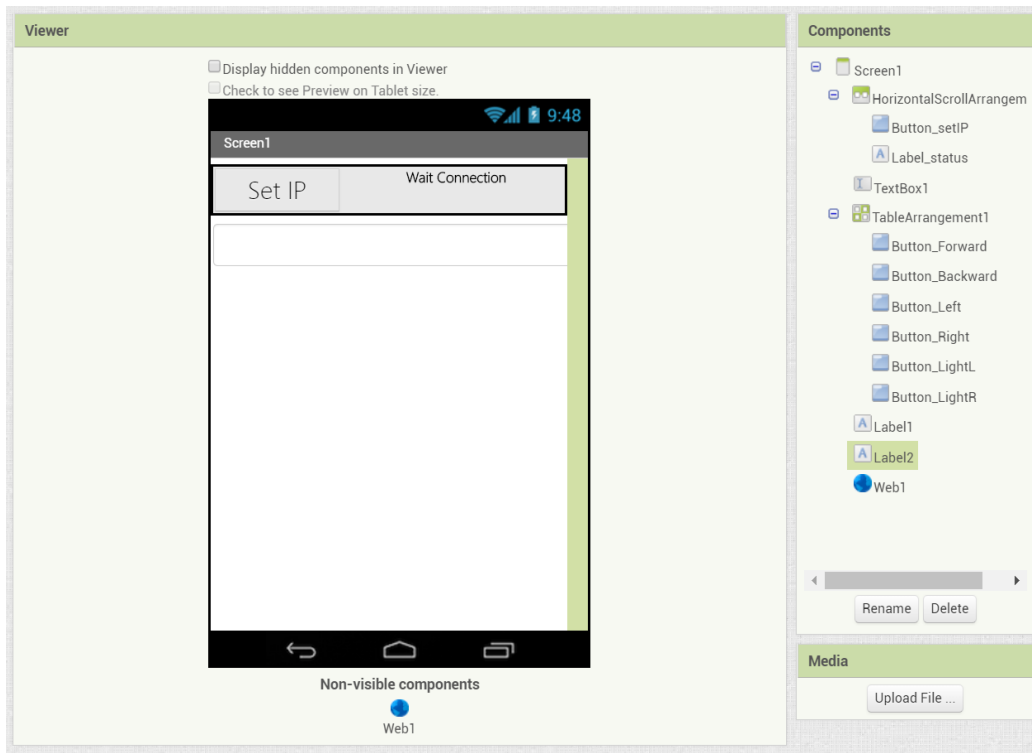 Viewer
Display hidden components in Viewer
Check to see Preview on Tablet size.
9:48
Screen1
Set IP
Wait Connection
Non-visible components
Web1
Components
Screen1
HorizontalScrollArrangem
Button_setIP
A Label_status
I TextBox1
TableArrangement1
Button_Forward
Button_Backward
Button_Left
Button_Right
Button_LightL
Button_LightR
A Label1
A Label2
Web1
Rename Delete
Media
Upload File ...